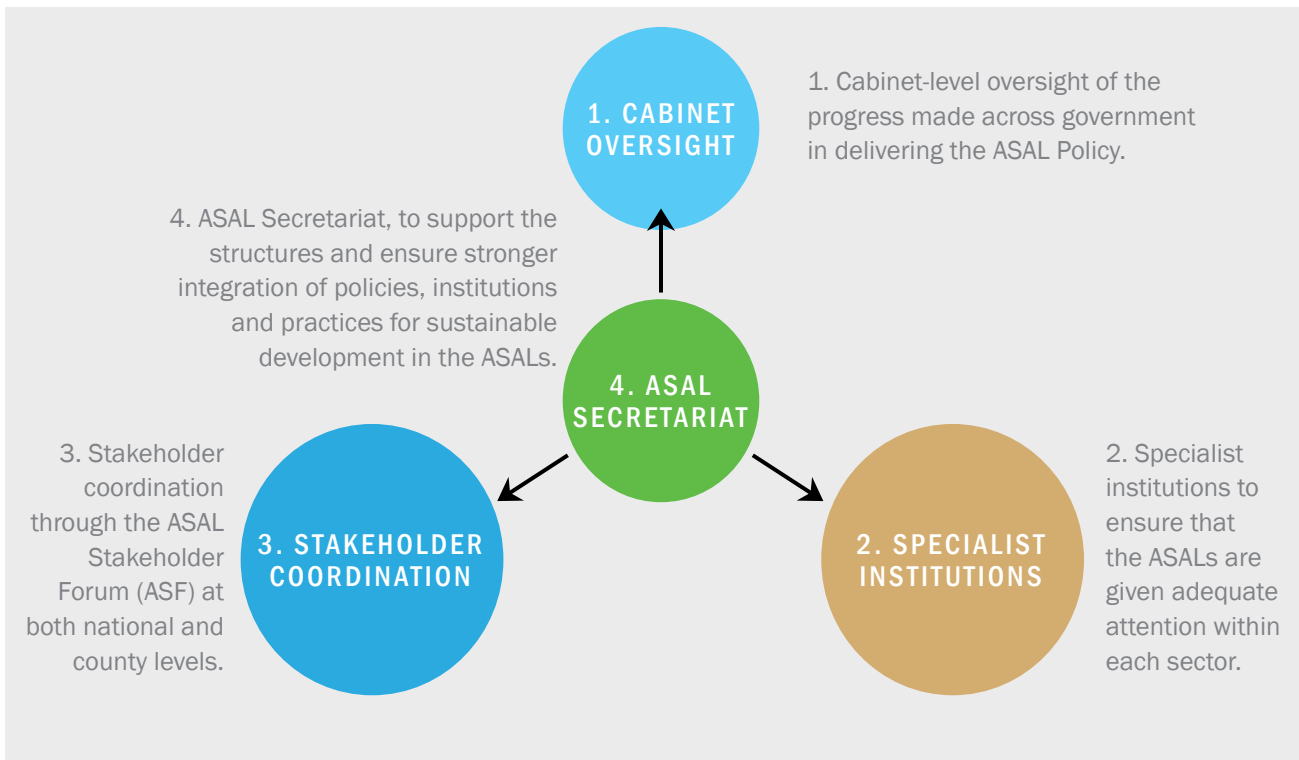 1. CABINET
OVERSIGHT
1. Cabinet-level oversight of the
progress made across government
in delivering the ASAL Policy.
4. ASAL Secretariat, to support the
structures and ensure stronger
integration of policies, institutions
and practices for sustainable
development in the ASALs.
4. ASAL
SECRETARIAT
3. Stakeholder
coordination
through the ASAL
Stakeholder
Forum (ASF) at
both national and
county levels.
3. STAKEHOLDER
COORDINATION
2. SPECIALIST
INSTITUTIONS
2. Specialist
institutions to
ensure that
the ASALs are
given adequate
attention within
each sector.